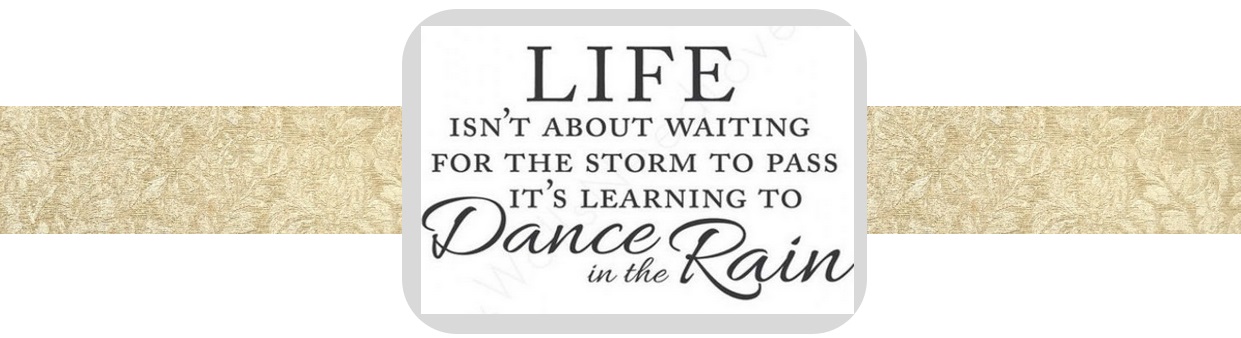 LIFE
ISN'T ABOUT WAITING
FOR THE STORM TO PASS
IT'S LEARNING TO
Dance
in the Rain